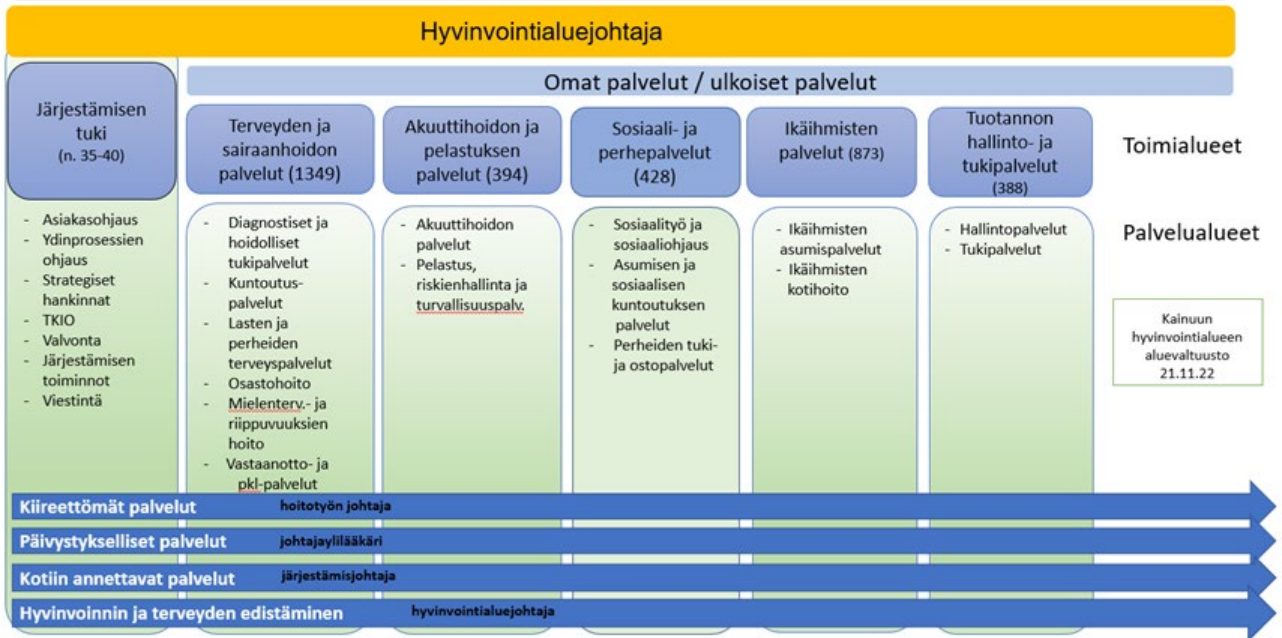 Hyvinvointialuejohtaja
Omat palvelut / ulkoiset palvelut
Järjestämisen
tuki
(n. 35-40)
Terveyden ja
sairaanhoidon
palvelut (1349)
Akuuttihoidon ja
pelastuksen
palvelut (394)
Sosiaali- ja
perhepalvelut
(428)
Ikäihmisten
palvelut (873)
Tuotannon
hallinto- ja
tukipalvelut
(388)
Toimialueet
- Asiakasohjaus
- Ydinprosessien
ohjaus
- Strategiset
hankinnat
- TKIO
- Valvonta
- Järjestämisen
toiminnot
- Viestintä
- Diagnostiset ja
hoidolliset
tukipalvelut
- Kuntoutus-
palvelut
- Lasten ja
perheiden
terveyspalvelut
- Osastohoito
- Mielenterv.- ja
riippuvuuksien
hoito
- Vastaanotto- ja
pkl-palvelut
- Akuuttihoidon
palvelut
- Pelastus,
riskienhallinta ja
turvallisuuspalv.
- Sosiaalityö ja
sosiaaliohjaus
- Asumisen ja
sosiaalisen
kuntoutuksen
palvelut
- Perheiden tuki-
ja ostopalvelut
- Ikäihmisten
asumispalvelut
- Ikäihmisten
kotihoito
- Hallintopalvelut
- Tukipalvelut
Palvelualueet
Kainuun
hyvinvointialueen
aluevaltuusto
21.11.22
Kiireettömät palvelut hoitotyön johtaja
Päivystykselliset palvelut johtajaylilääkäri
Kotiin annettavat palvelut järjestämisjohtaja
Hyvinvoinnin ja terveyden edistäminen hyvinvointialuejohtaja